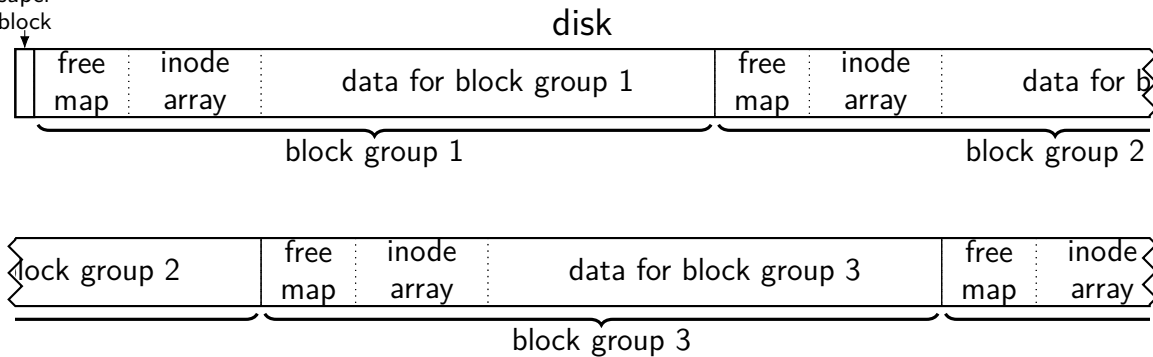 block
disk
free
map
inode
array
data for block group 1
free
map
inode
array
data for b
block group 1
block group 2
lock group 2
free
map
inode
array
data for block group 3
free
map
inode
array
block group 3